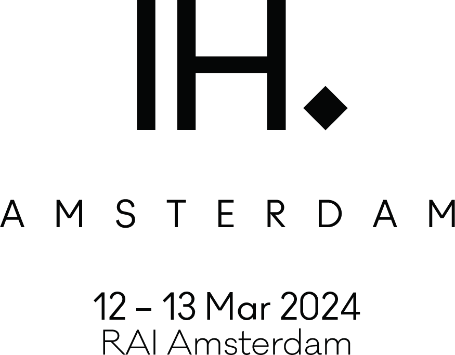 IH.
AMSTERDAM
12 – 13 Mar 2024
RAI Amsterdam